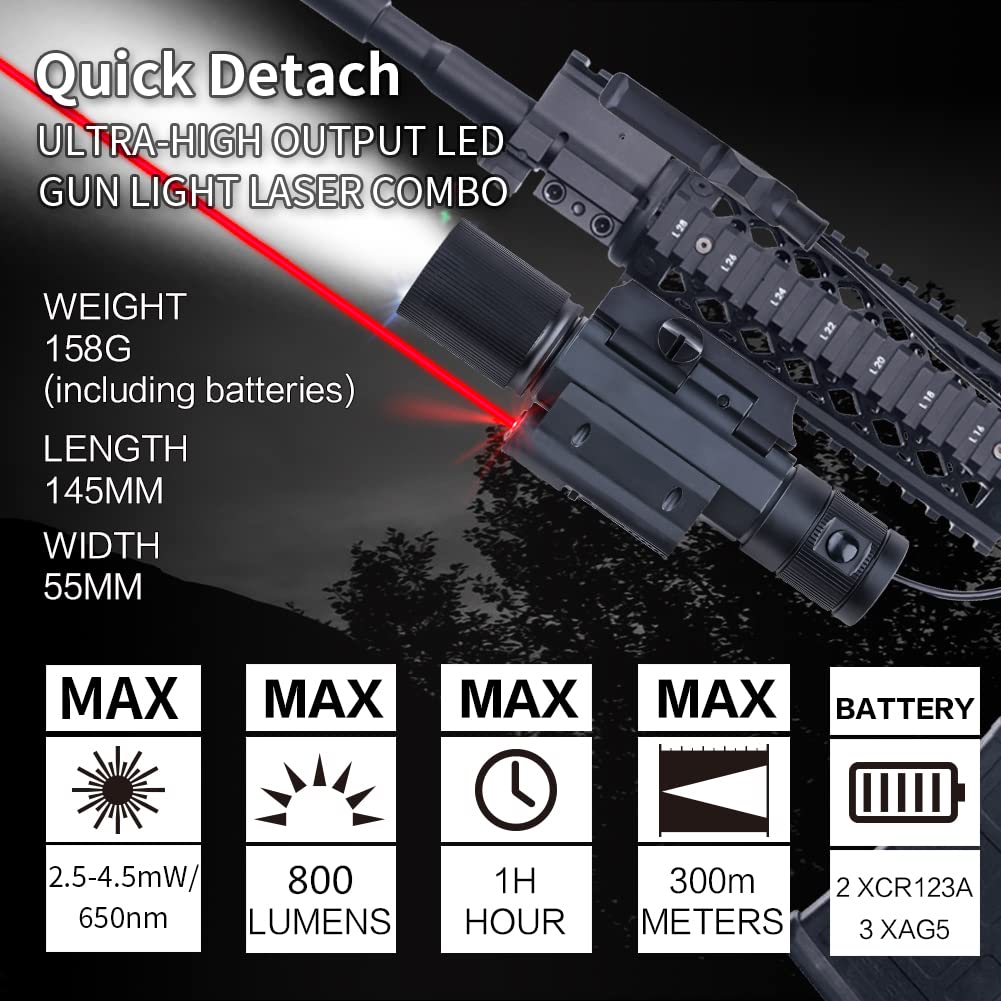 Quick Detach
ULTRA-HIGH OUTPUT LED
GUN LIGHT LASER COMBO
WEIGHT
158G
(including batteries)
LENGTH
145MM
WIDTH
55MM
L 28
L 26
L 24
L 22
L 20
L 18
L 16
MAX
2.5-4.5mW/
650nm
MAX
800
LUMENS
MAX
1H
HOUR
MAX
300m
METERS
BATTERY
2 XCR123A
3 XAG5